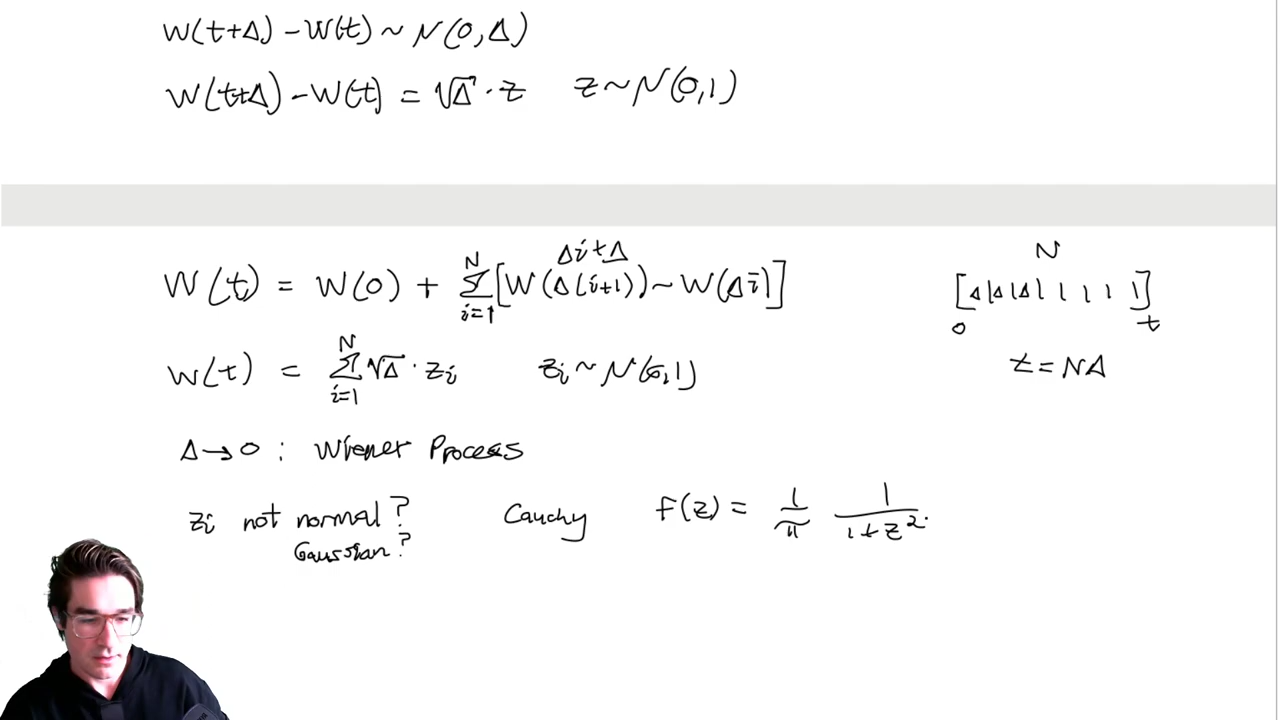 W(t+Δ) - W(t) ~ N(0,Δ)
W(t+Δ) - W(t) = √Δ · z   z ~ N(0,1)
Δi+Δ
N
W(t) = W(0) + Σ [W(Δ(i+1)) ~ W(Δi)]
i=1
N
[Δ|Δ|Δ| | | | |]
0 t
N
W(t) = Σ √Δ · zi   zi ~ N(0,1)
i=1
t = NΔ
Δ → 0 : Wiener Process
zi not normal?   Cauchy   f(z) = 1/π 1/(1+z²)
Gaussian?